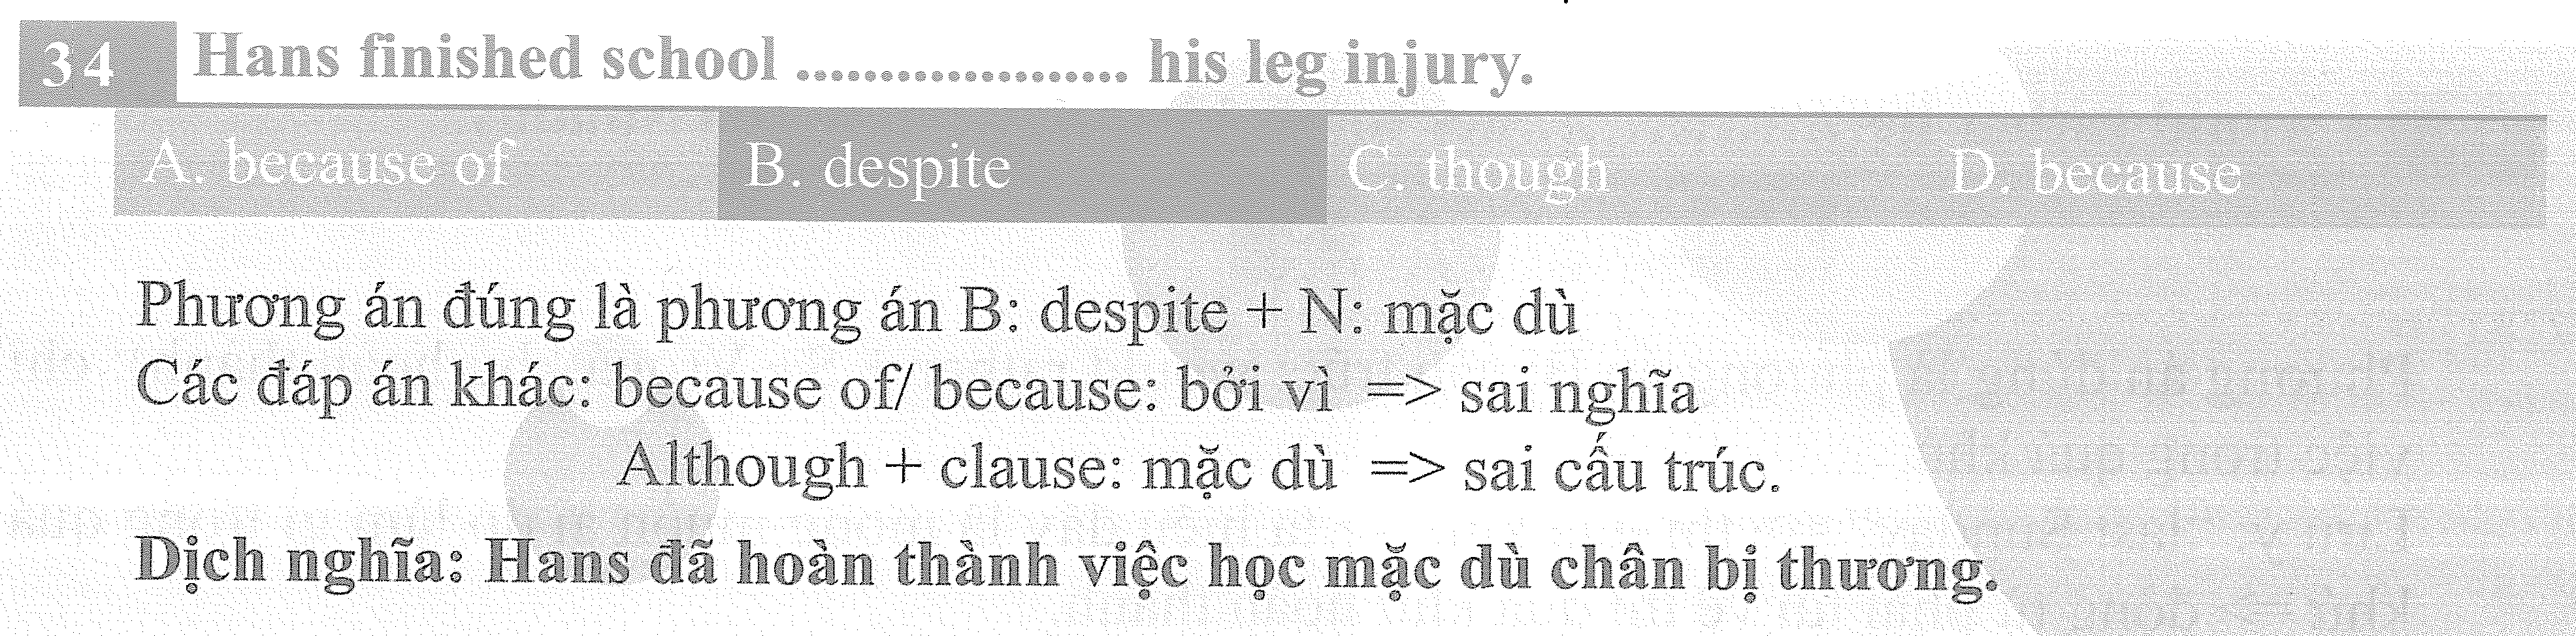 34 Hans finished school .................... his leg injury.
A. because of B. despite C. though D. because
Phương án đúng là phương án B: despite + N: mặc dù
Các đáp án khác: because of/ because: bởi vì => sai nghĩa
Although + clause: mặc dù => sai cấu trúc.
Dịch nghĩa: Hans đã hoàn thành việc học mặc dù chân bị thương.